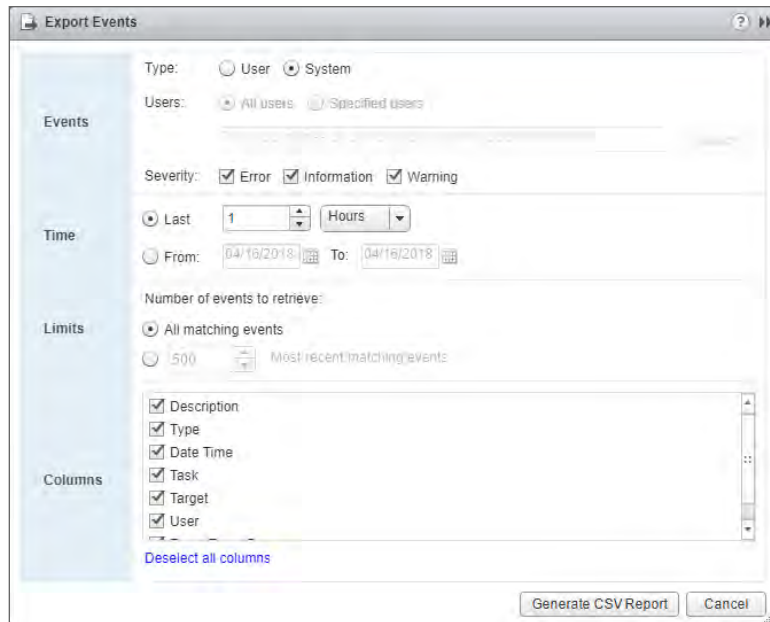 Export Events
Type: User System
Users: All users Specified users
Events
Severity: Error Information Warning
Last 1 Hours
Time
From: 04/16/2018 To: 04/16/2018
Number of events to retrieve:
Limits
All matching events
500 Most recent matching events
Description
Type
Date Time
Columns
Task
Target
User
Deselect all columns
Generate CSV Report Cancel